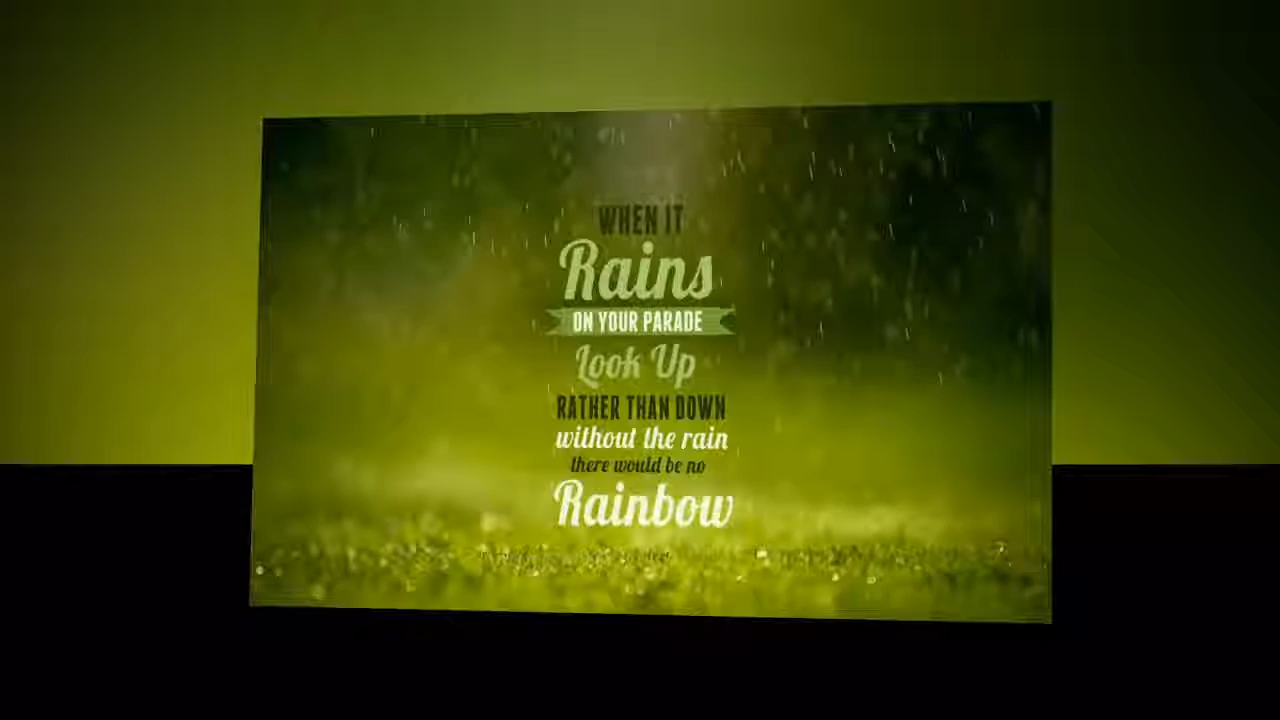 WHEN IT
Rains
ON YOUR PARADE
Look Up
RATHER THAN DOWN
without the rain
there would be no
Rainbow